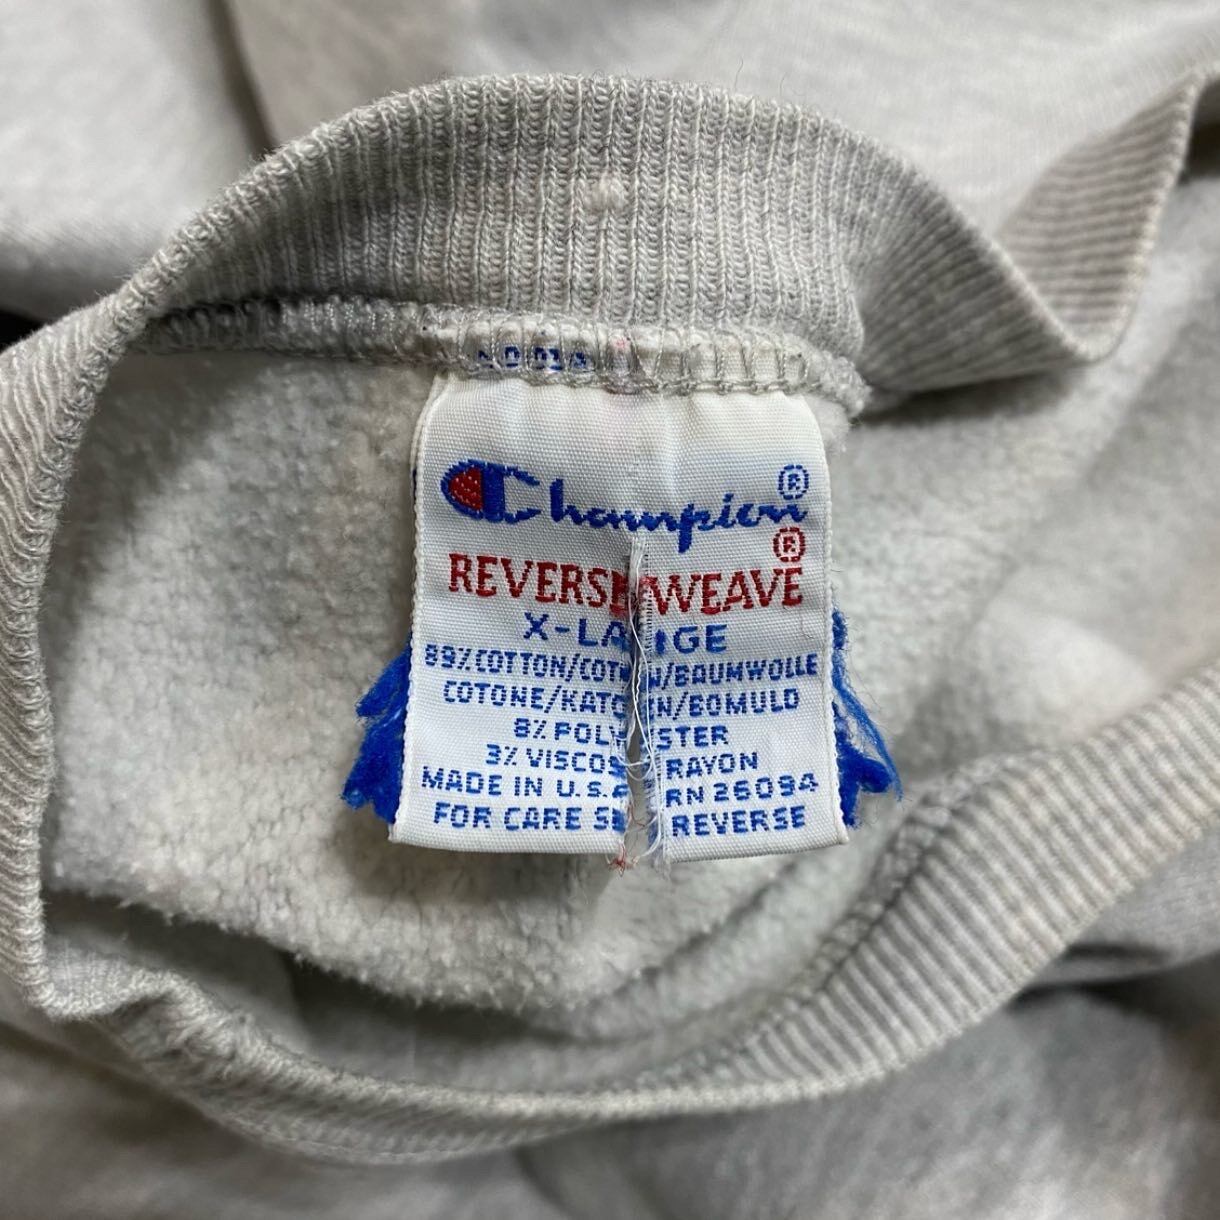 Champion®
REVERSE WEAVE®
X-LARGE
89% COTTON/COTON/BAUMWOLLE
COTONE/KATOEN/BOMULD
8% POLYESTER
3% VISCOSE RAYON
MADE IN U.S.A. RN 26094
FOR CARE SEE REVERSE